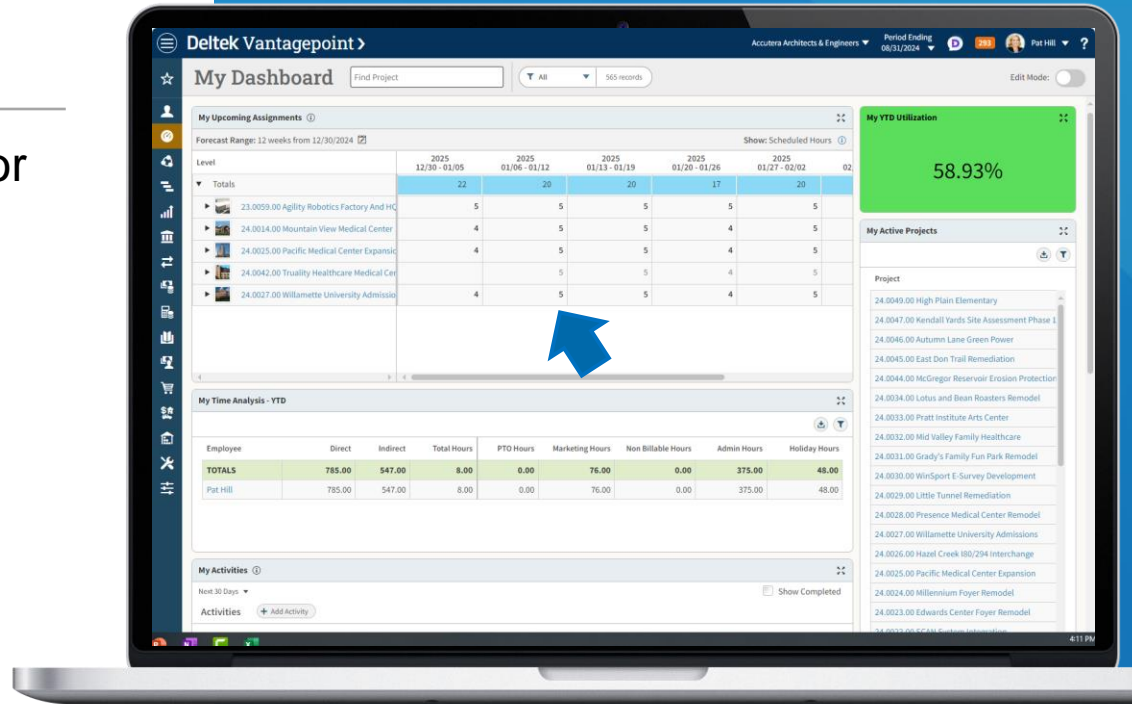 or
Deltek Vantagepoint >
Accutera Architects & Engineers
Period Ending
08/31/2024
D
293
Pat Hill
?
My Dashboard
Find Project
All
565 records
Edit Mode:
My Upcoming Assignments
Forecast Range: 12 weeks from 12/30/2024
Show: Scheduled Hours
Level
2025 2025 2025 2025 2025
12/30 - 01/05 01/06 - 01/12 01/13 - 01/19 01/20 - 01/26 01/27 - 02/02 02
Totals 22 20 20 17 20
23.0059.00 Agility Robotics Factory And HQ 5 5 5 5 5
24.0014.00 Mountain View Medical Center 4 5 5 4 5
24.0025.00 Pacific Medical Center Expansic 4 5 5 4 5
24.0042.00 Truality Healthcare Medical Cer 5 5 4 5
24.0027.00 Willamette University Admissio 4 5 5 4 5
My Time Analysis - YTD
Employee Direct Indirect Total Hours PTO Hours Marketing Hours Non Billable Hours Admin Hours Holiday Hours
TOTALS 785.00 547.00 8.00 0.00 76.00 0.00 375.00 48.00
Pat Hill 785.00 547.00 8.00 0.00 76.00 0.00 375.00 48.00
My Activities
Next 30 Days
Show Completed
Activities
+ Add Activity
My YTD Utilization
58.93%
My Active Projects
Project
24.0049.00 High Plain Elementary
24.0047.00 Kendall Yards Site Assessment Phase 1
24.0046.00 Autumn Lane Green Power
24.0045.00 East Don Trail Remediation
24.0044.00 McGregor Reservoir Erosion Protection
24.0034.00 Lotus and Bean Roasters Remodel
24.0033.00 Pratt Institute Arts Center
24.0032.00 Mid Valley Family Healthcare
24.0031.00 Grady's Family Fun Park Remodel
24.0030.00 WinSport E-Survey Development
24.0029.00 Little Tunnel Remediation
24.0028.00 Presence Medical Center Remodel
24.0027.00 Willamette University Admissions
24.0026.00 Hazel Creek I80/294 Interchange
24.0025.00 Pacific Medical Center Expansion
24.0024.00 Millennium Foyer Remodel
24.0023.00 Edwards Center Foyer Remodel
4:11 PM